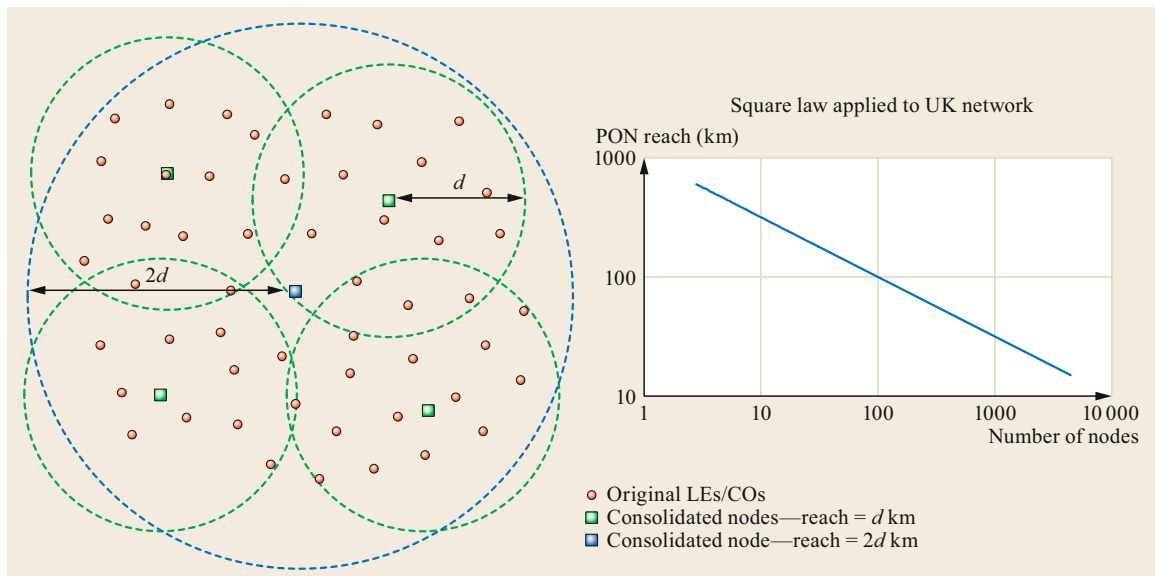 d
2d
Square law applied to UK network
PON reach (km)
1000
100
10
1
10
100
1000
10 000
Number of nodes
Original LEs/COs
Consolidated nodes—reach = d km
Consolidated node—reach = 2d km